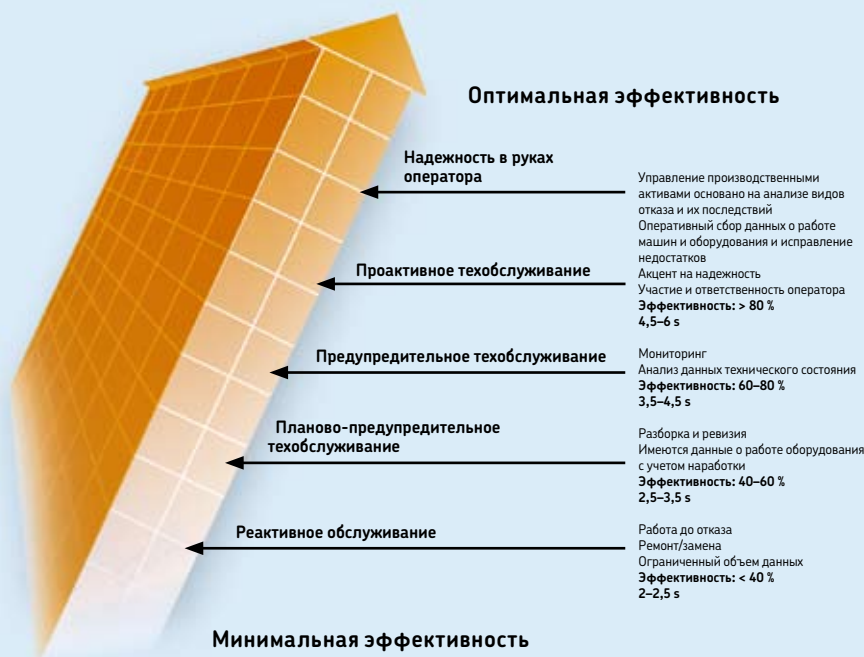 Оптимальная эффективность
Надежность в руках
оператора
Управление производственными
активами основано на анализе видов
отказа и их последствий
Оперативный сбор данных о работе
машин и оборудования и исправление
недостатков
Акцент на надежность
Участие и ответственность оператора
Эффективность: > 80 %
4,5–6 s
Проактивное техобслуживание
Предупредительное техобслуживание
Мониторинг
Анализ данных технического состояния
Эффективность: 60–80 %
3,5–4,5 s
Планово-предупредительное
техобслуживание
Разборка и ревизия
Имеются данные о работе оборудования
с учетом наработки
Эффективность: 40–60 %
2,5–3,5 s
Реактивное обслуживание
Работа до отказа
Ремонт/замена
Ограниченный объем данных
Эффективность: < 40 %
2–2,5 s
Минимальная эффективность